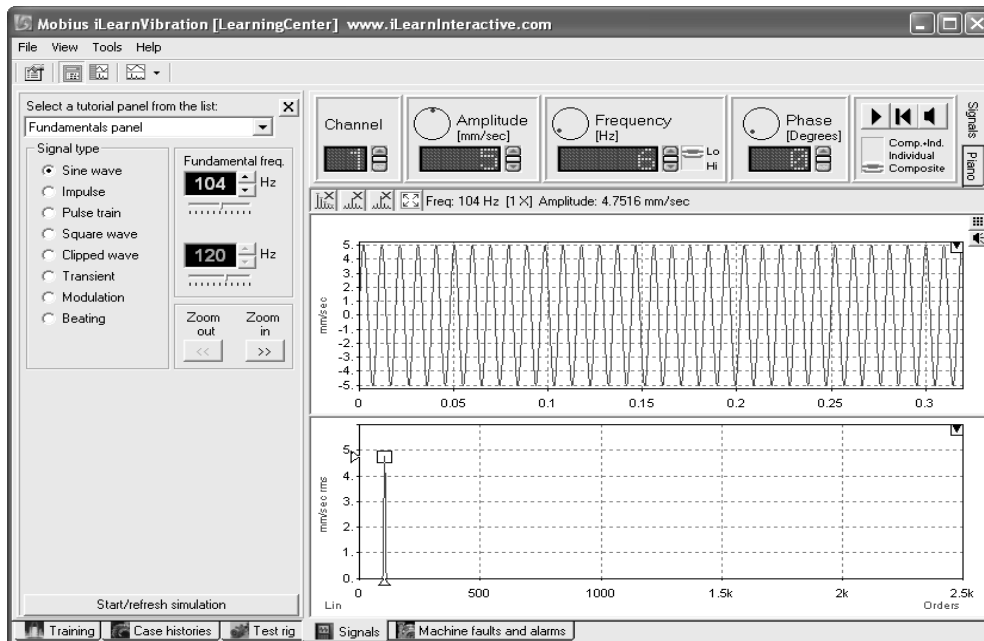 Mobius iLearnVibration [LearningCenter] www.iLearnInteractive.com
File View Tools Help
Select a tutorial panel from the list:
Fundamentals panel
Signal type
Sine wave
Impulse
Pulse train
Square wave
Clipped wave
Transient
Modulation
Beating
Fundamental freq.
104 Hz
120 Hz
Zoom out
Zoom in
<< >>
Start/refresh simulation
Training Case histories Test rig
Channel
1
Amplitude
[mm/sec]
5
Frequency
[Hz]
6
Lo
Hi
Phase
[Degrees]
0
Comp.+Ind.
Individual
Composite
Signals
Piano
Freq: 104 Hz [1 X] Amplitude: 4.7516 mm/sec
mm/sec
5.
4.
3.
2.
1.
0.
-1.
-2.
-3.
-4.
-5.
0 0.05 0.1 0.15 0.2 0.25 0.3
mm/sec rms
5.
4.
3.
2.
1.
0.
0 500 1000 1.5k 2k 2.5k
Lin Orders
Signals Machine faults and alarms